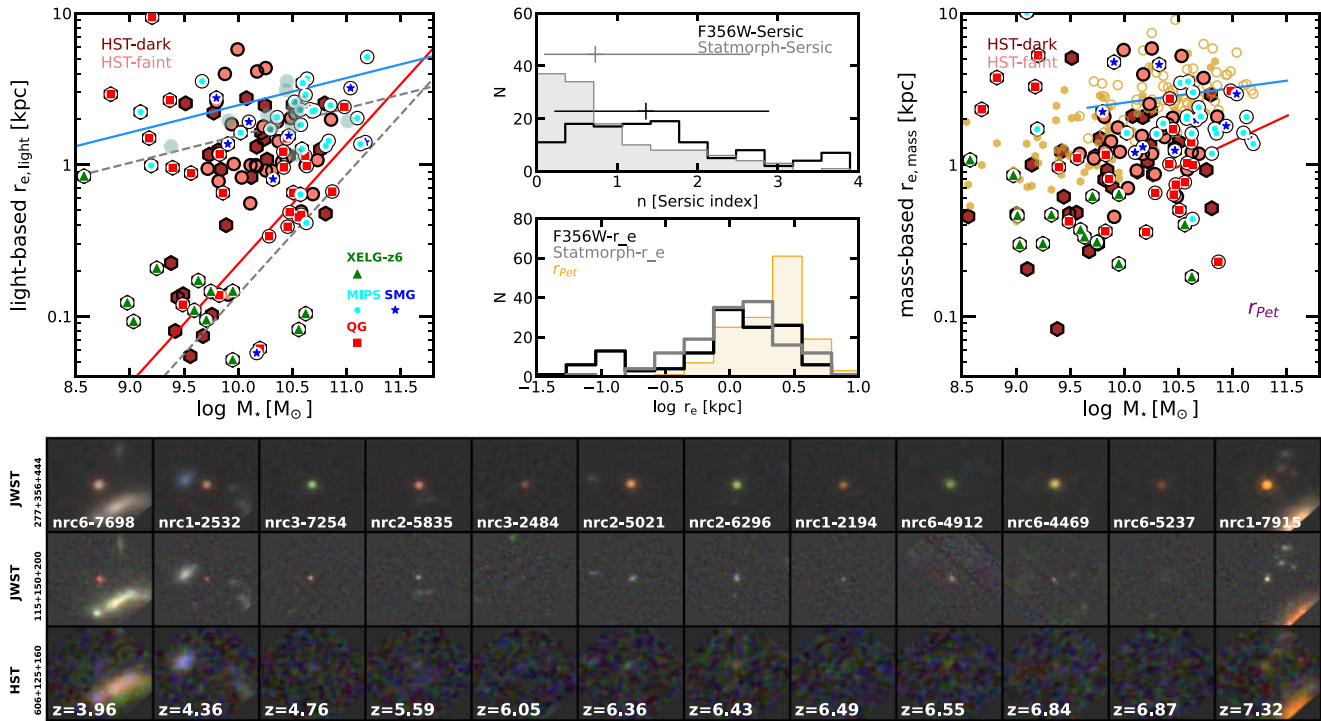 HST-dark
HST-faint
XELG-z6
MIPS SMG
QG
10
1
0.1
light-based r_e,light [kpc]
8.5 9.0 9.5 10.0 10.5 11.0 11.5
log M⋆ [M⊙]
F356W-Sersic
Statmorph-Sersic
60
40
20
0
N
0 1 2 3 4
n [Sersic index]
F356W-r_e
Statmorph-r_e
r_Pet
80
60
40
20
0
N
−1.5 −1.0 −0.5 0.0 0.5 1.0
log r_e [kpc]
HST-dark
HST-faint
r_Pet
10
1
0.1
mass-based r_e,mass [kpc]
8.5 9.0 9.5 10.0 10.5 11.0 11.5
log M⋆ [M⊙]
JWST
277+356+444
nrc6-7698 nrc1-2532 nrc3-7254 nrc2-5835 nrc3-2484 nrc2-5021 nrc2-6296 nrc1-2194 nrc6-4912 nrc6-4469 nrc6-5237 nrc1-7915
JWST
115+150+200
HST
606+125+160
z=3.96 z=4.36 z=4.76 z=5.59 z=6.05 z=6.36 z=6.43 z=6.49 z=6.55 z=6.84 z=6.87 z=7.32